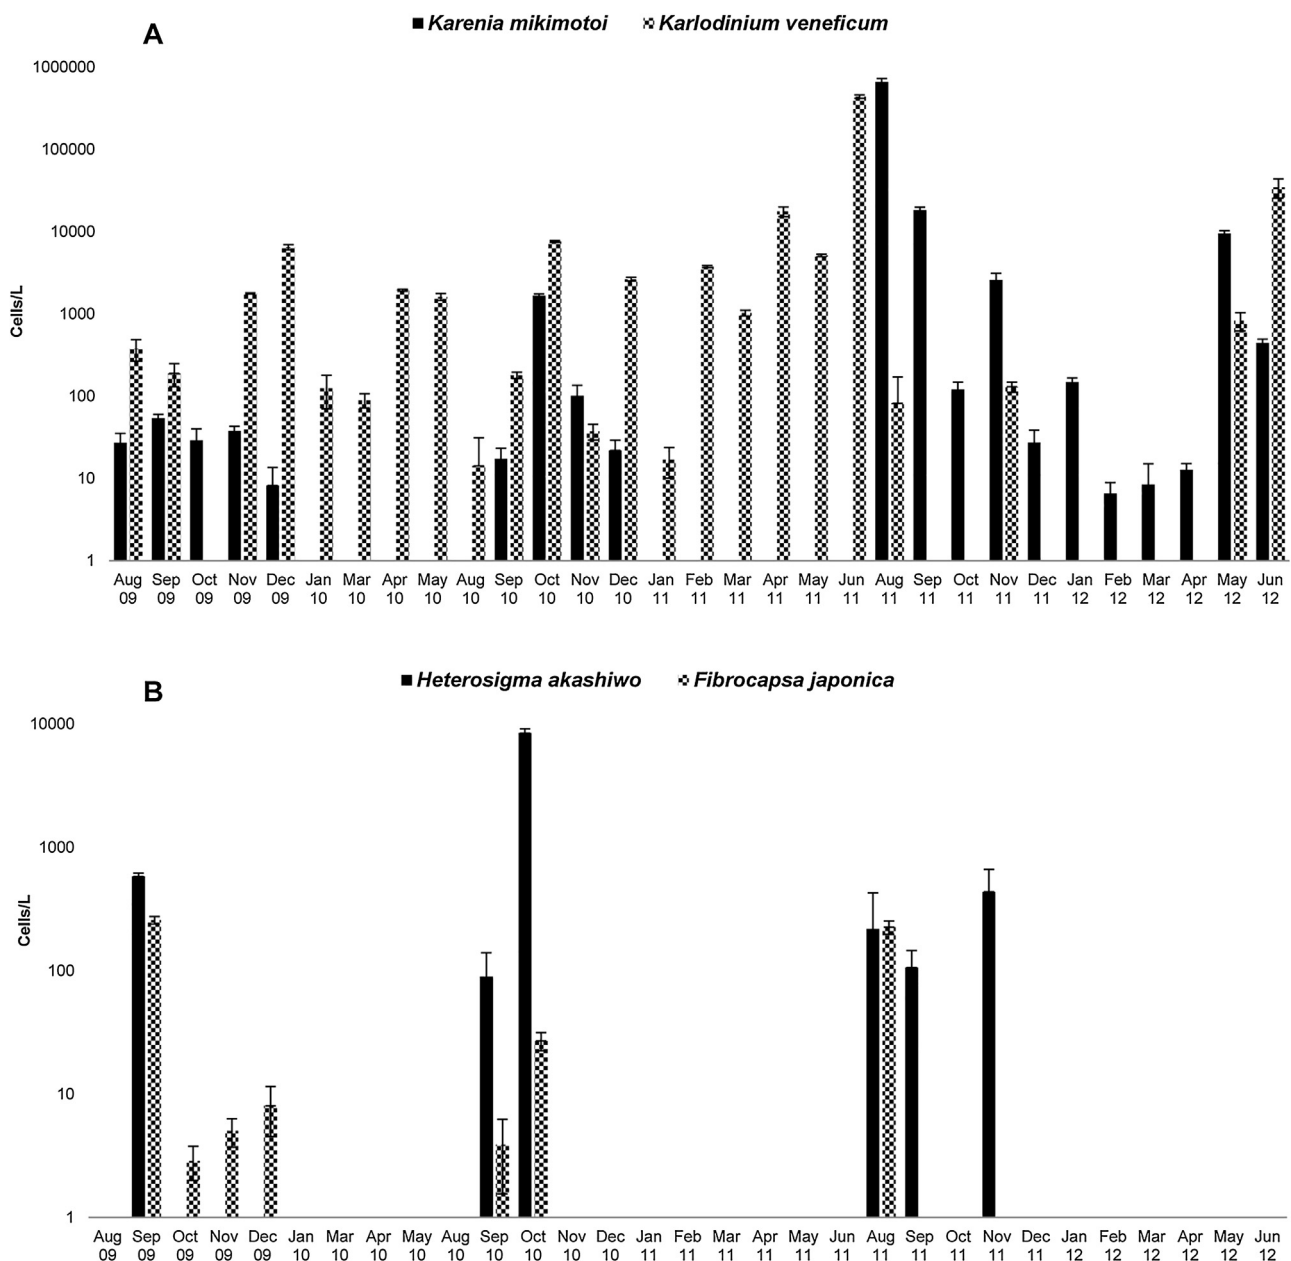 A
Karenia mikimotoi Karlodinium veneficum
1000000
100000
10000
1000
100
10
1
Cells/L
Aug Sep Oct Nov Dec Jan Mar Apr May Aug Sep Oct Nov Dec Jan Feb Mar Apr May Jun Aug Sep Oct Nov Dec Jan Feb Mar Apr May Jun
09 09 09 09 09 10 10 10 10 10 10 10 10 10 11 11 11 11 11 11 11 11 11 11 11 12 12 12 12 12 12
B
Heterosigma akashiwo Fibrocapsa japonica
10000
1000
100
10
1
Cells/L
Aug Sep Oct Nov Dec Jan Mar Apr May Aug Sep Oct Nov Dec Jan Feb Mar Apr May Jun Aug Sep Oct Nov Dec Jan Feb Mar Apr May Jun
09 09 09 09 09 10 10 10 10 10 10 10 10 10 11 11 11 11 11 11 11 11 11 11 11 12 12 12 12 12 12